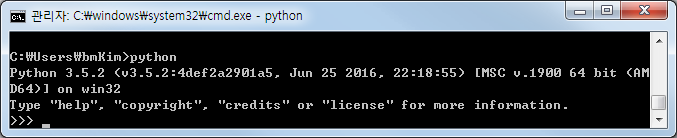 관리자: C:₩windows₩system32₩cmd.exe - python
C:₩Users₩bmKim>python
Python 3.5.2 (v3.5.2:4def2a2901a5, Jun 25 2016, 22:18:55) [MSC v.1900 64 bit (AM
D64)] on win32
Type "help", "copyright", "credits" or "license" for more information.
>>> _